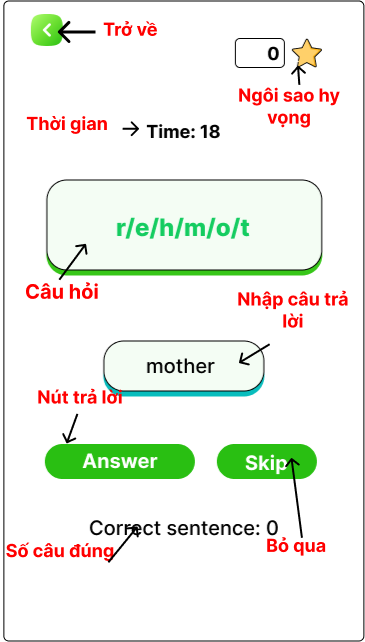 Trở về
0
Ngôi sao hy
vọng
Thời gian
Time: 18
r/e/h/m/o/t
Câu hỏi
Nhập câu trả
lời
mother
Nút trả lời
Answer
Skip
Correct sentence: 0
Số câu đúng
Bỏ qua